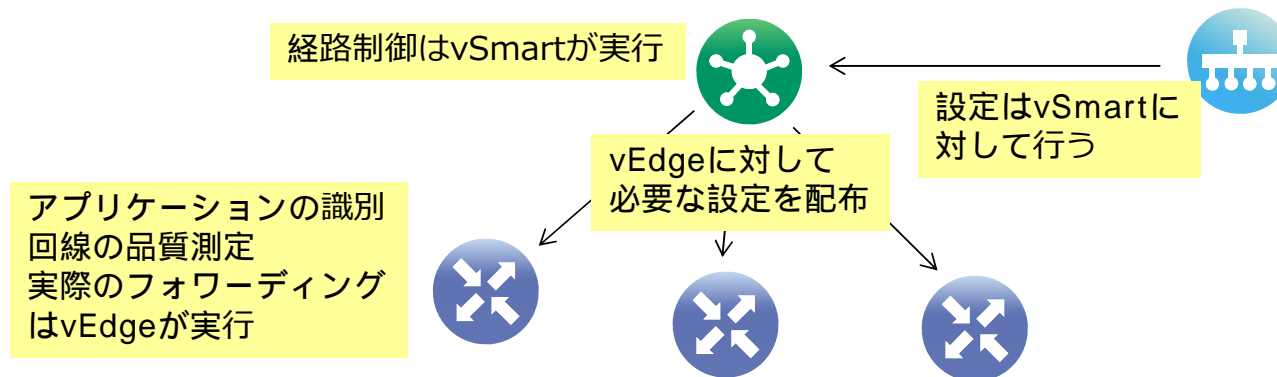 経路制御はvSmartが実行
設定はvSmartに
対して行う
vEdgeに対して
必要な設定を配布
アプリケーションの識別
回線の品質測定
実際のフォワーディング
はvEdgeが実行